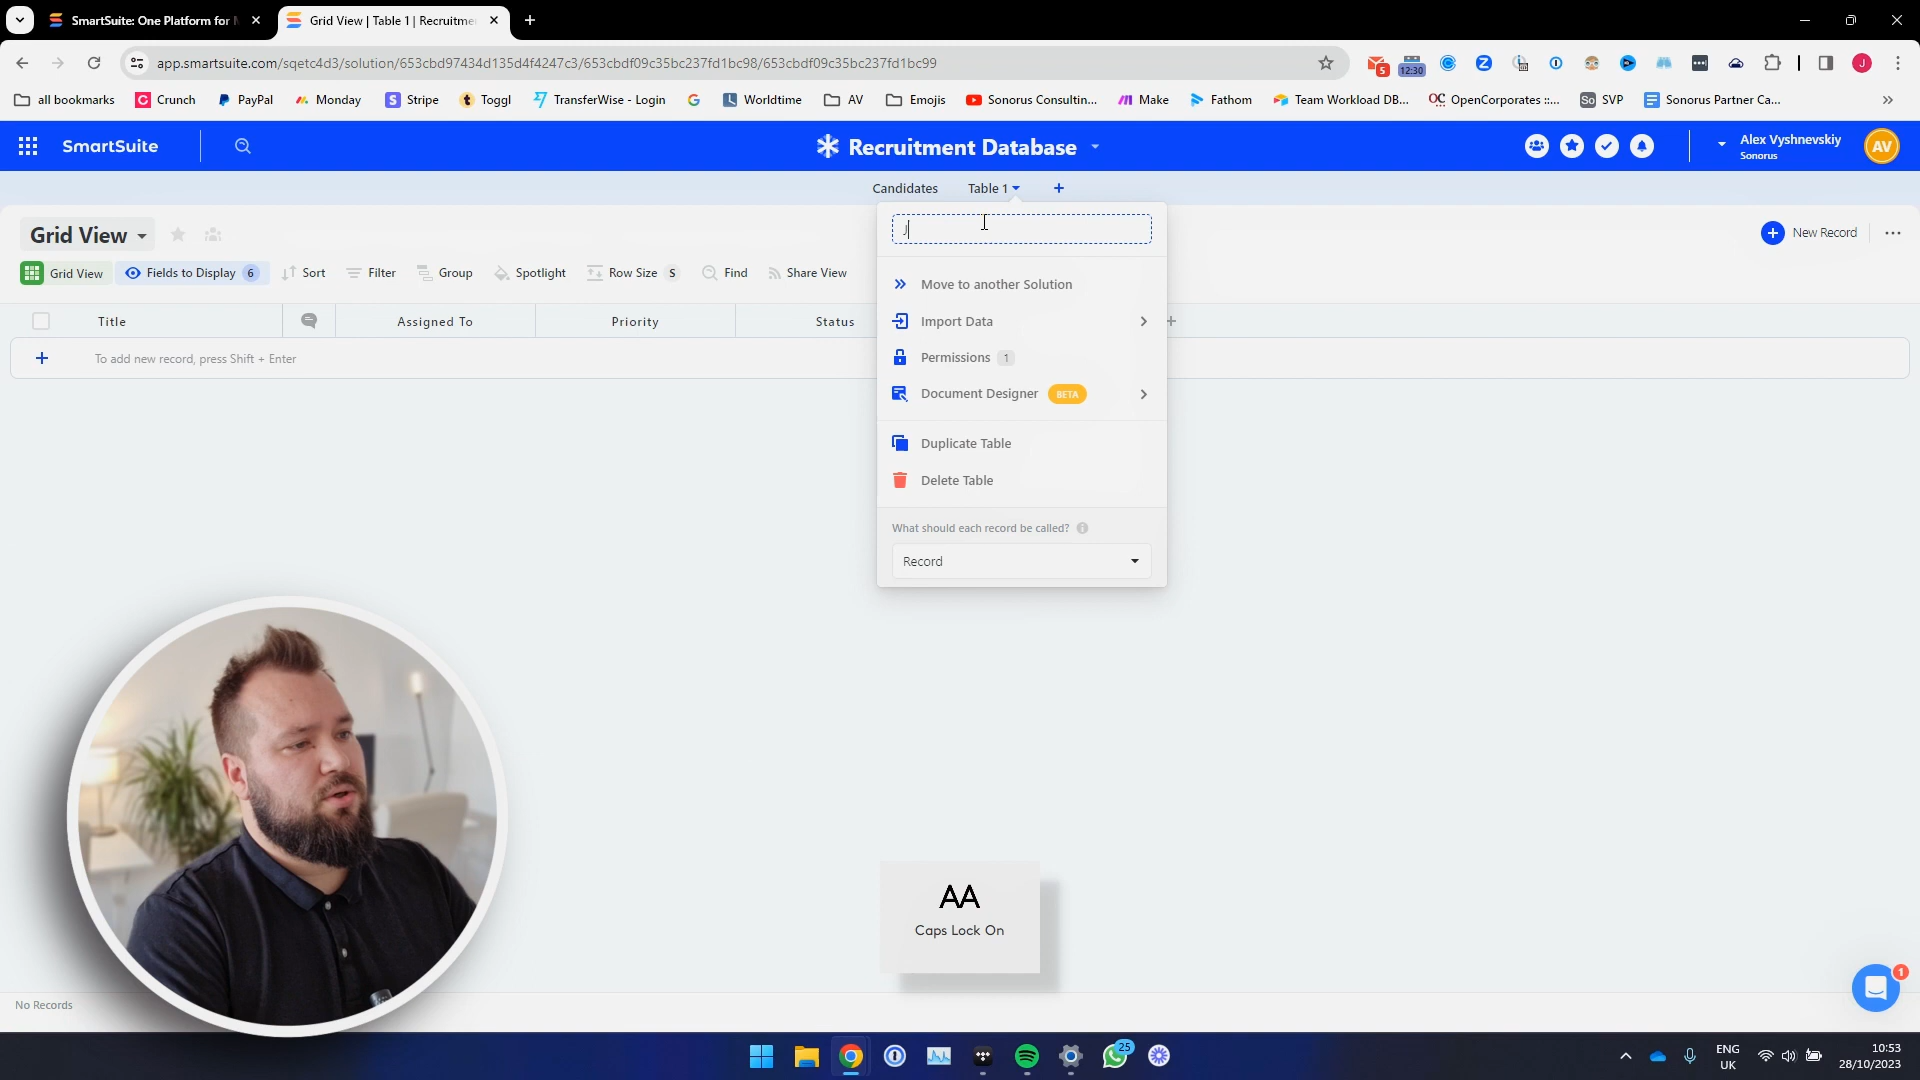 SmartSuite: One Platform for
Grid View | Table 1 | Recruitme
app.smartsuite.com/sqetc4d3/solution/653cbd97434d135d4f4247c3/653cbdf09c35bc237fd1bc98/653cbdf09c35bc237fd1bc99
5
12:30
all bookmarks
Crunch
PayPal
Monday
Stripe
Toggl
TransferWise - Login
Worldtime
AV
Emojis
Sonorus Consultin...
Make
Fathom
Team Workload DB...
OpenCorporates ::...
SVP
Sonorus Partner Ca...
SmartSuite
Recruitment Database
Alex Vyshnevskiy
Sonorus
AV
Candidates
Table 1
Grid View
New Record
Grid View
Fields to Display 6
Sort
Filter
Group
Spotlight
Row Size S
Find
Share View
Title
Assigned To
Priority
Status
To add new record, press Shift + Enter
J
Move to another Solution
Import Data
Permissions 1
Document Designer BETA
Duplicate Table
Delete Table
What should each record be called?
Record
AA
Caps Lock On
No Records
1
25
ENG
UK
10:53
28/10/2023